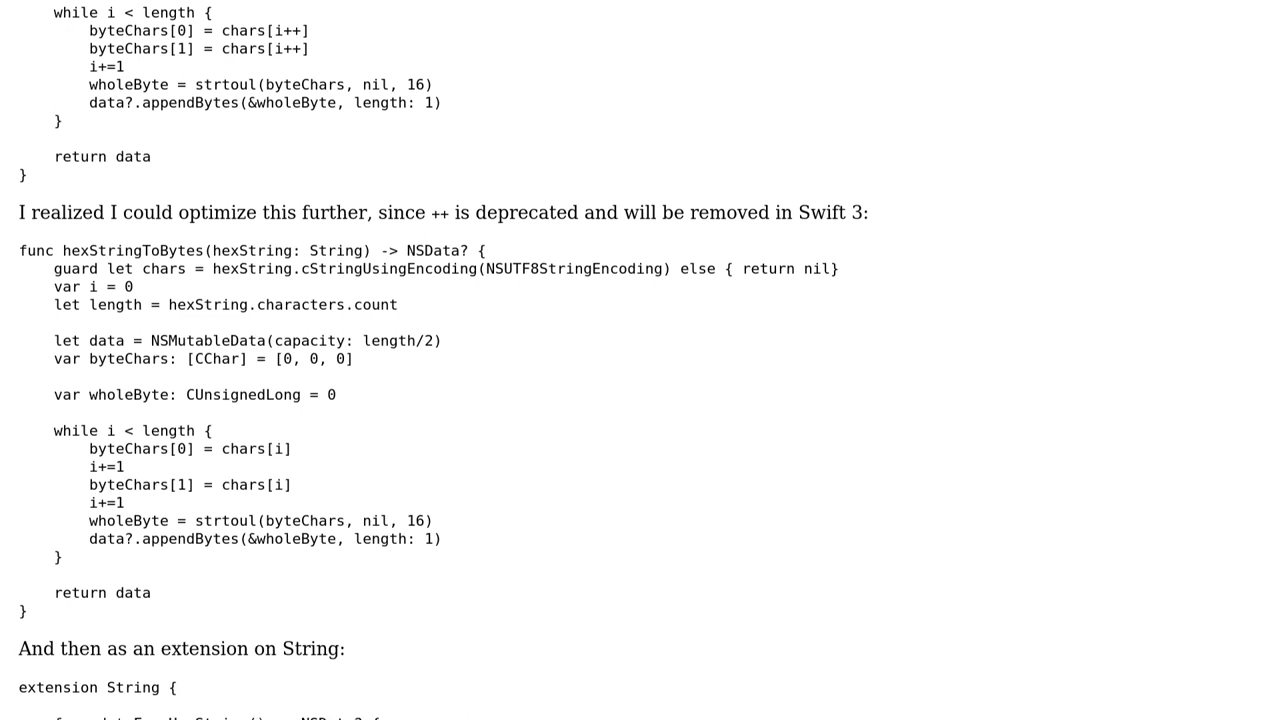 while i < length {
        byteChars[0] = chars[i++]
        byteChars[1] = chars[i++]
        i+=1
        wholeByte = strtoul(byteChars, nil, 16)
        data?.appendBytes(&wholeByte, length: 1)
    }

    return data
}
I realized I could optimize this further, since ++ is deprecated and will be removed in Swift 3:
func hexStringToBytes(hexString: String) -> NSData? {
    guard let chars = hexString.cStringUsingEncoding(NSUTF8StringEncoding) else { return nil}
    var i = 0
    let length = hexString.characters.count

    let data = NSMutableData(capacity: length/2)
    var byteChars: [CChar] = [0, 0, 0]

    var wholeByte: CUnsignedLong = 0

    while i < length {
        byteChars[0] = chars[i]
        i+=1
        byteChars[1] = chars[i]
        i+=1
        wholeByte = strtoul(byteChars, nil, 16)
        data?.appendBytes(&wholeByte, length: 1)
    }

    return data
}
And then as an extension on String:
extension String {